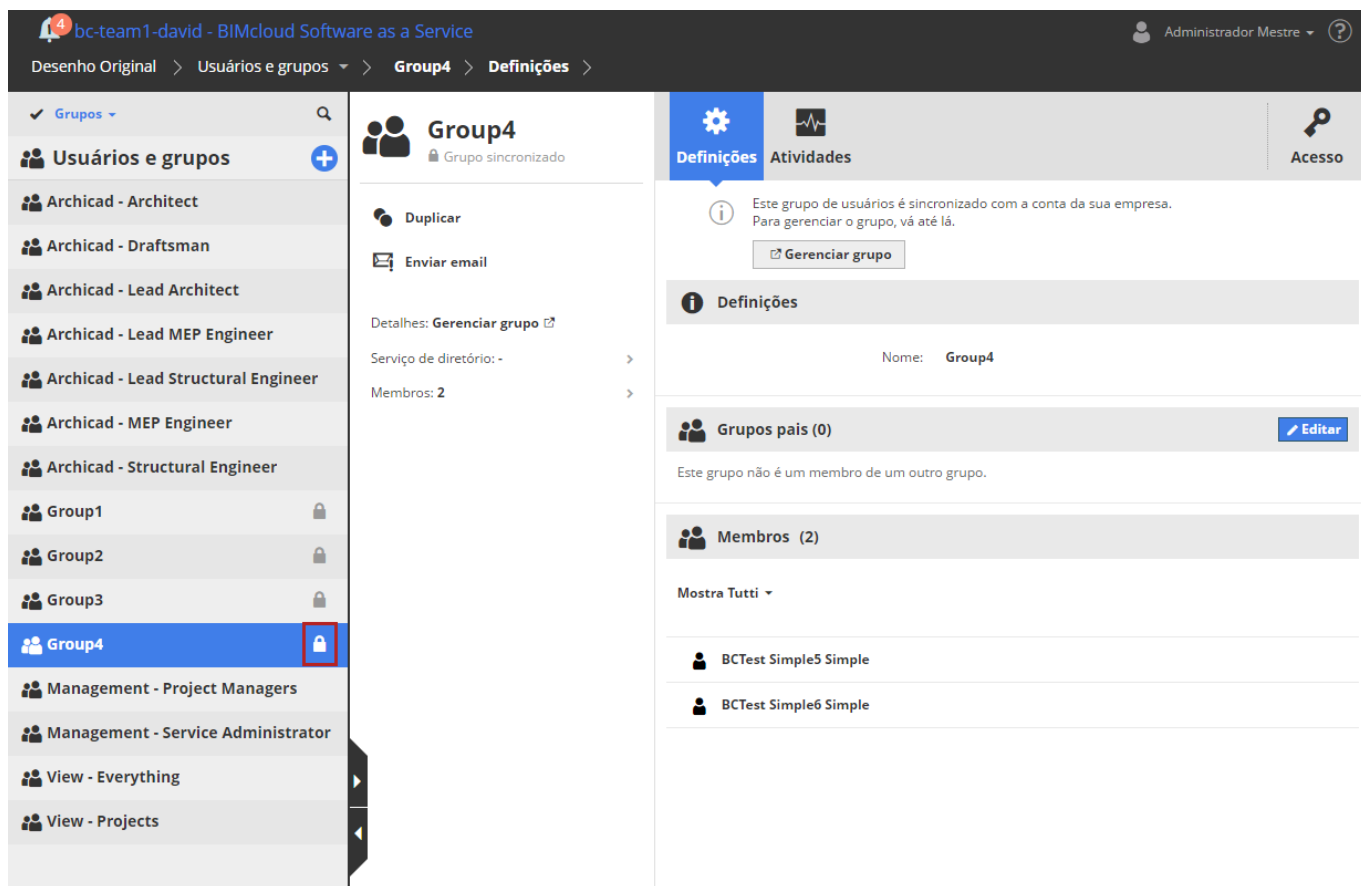 4
bc-team1-david - BIMcloud Software as a Service
Administrador Mestre
?
Desenho Original > Usuários e grupos > Group4 > Definições >
Grupos
Usuários e grupos
Archicad - Architect
Archicad - Draftsman
Archicad - Lead Architect
Archicad - Lead MEP Engineer
Archicad - Lead Structural Engineer
Archicad - MEP Engineer
Archicad - Structural Engineer
Group1
Group2
Group3
Group4
Management - Project Managers
Management - Service Administrator
View - Everything
View - Projects
Group4
Grupo sincronizado
Duplicar
Enviar email
Detalhes: Gerenciar grupo
Serviço de diretório: -
Membros: 2
Definições
Atividades
Acesso
Este grupo de usuários é sincronizado com a conta da sua empresa.
Para gerenciar o grupo, vá até lá.
Gerenciar grupo
Definições
Nome: Group4
Grupos pais (0)
Editar
Este grupo não é um membro de um outro grupo.
Membros (2)
Mostra Tutti
BCTest Simple5 Simple
BCTest Simple6 Simple